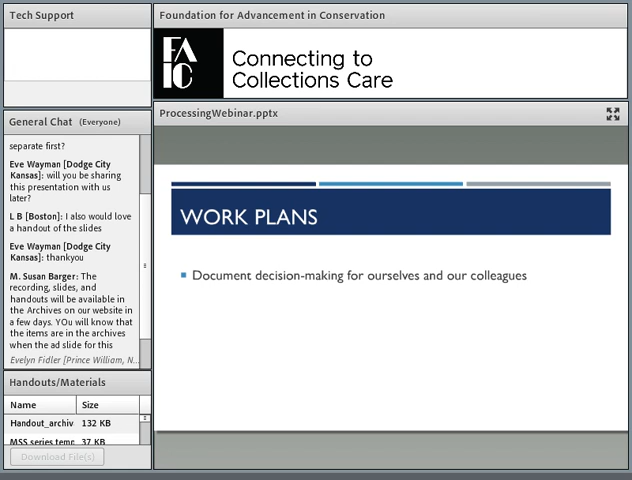 Tech Support
Foundation for Advancement in Conservation
FAIC
Connecting to
Collections Care
General Chat (Everyone)
separate first?
Eve Wayman [Dodge City
Kansas]: will you be sharing
this presentation with us
later?
L B [Boston]: I also would love
a handout of the slides
Eve Wayman [Dodge City
Kansas]: thankyou
M. Susan Barger: The
recording, slides, and
handouts will be available in
the Archives on our website in
a few days. YOu will know that
the items are in the archives
when the ad slide for this
Evelyn Fidler [Prince William, N...
ProcessingWebinar.pptx
WORK PLANS
Document decision-making for ourselves and our colleagues
Handouts/Materials
Name Size
Handout_archiv 132 KB
MSS series temp 37 KB
Download File(s)